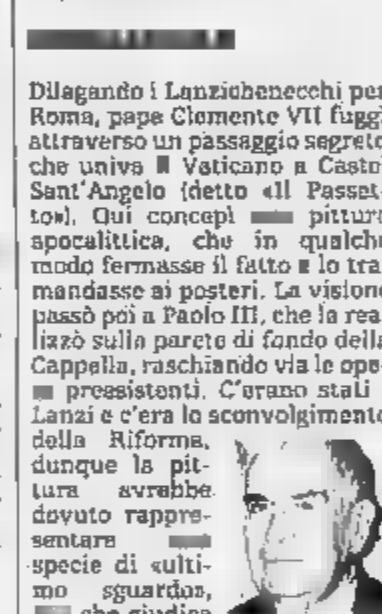 Dilagando i Lanzichenecchi per
Roma, papa Clemente VII fuggì
attraverso un passaggio segreto
che univa Vaticano a Castel
Sant'Angelo (detto «Il Passet-
to»). Qui concepì pittura
apocalittica, che in qualche
modo fermasse il fatto e lo tra-
mandasse ai posteri. La visione
passò poi a Paolo III, che la rea-
lizzò sulla parete di fondo della
Cappella, raschiando via le ope-
preesistenti. C'erano stati
Lanzi e c'era lo sconvolgimento
della Riforma,
dunque la pit-
tura avrebbe
dovuto rappre-
sentare
specie di «ulti-
mo sguardo»,
che giudica